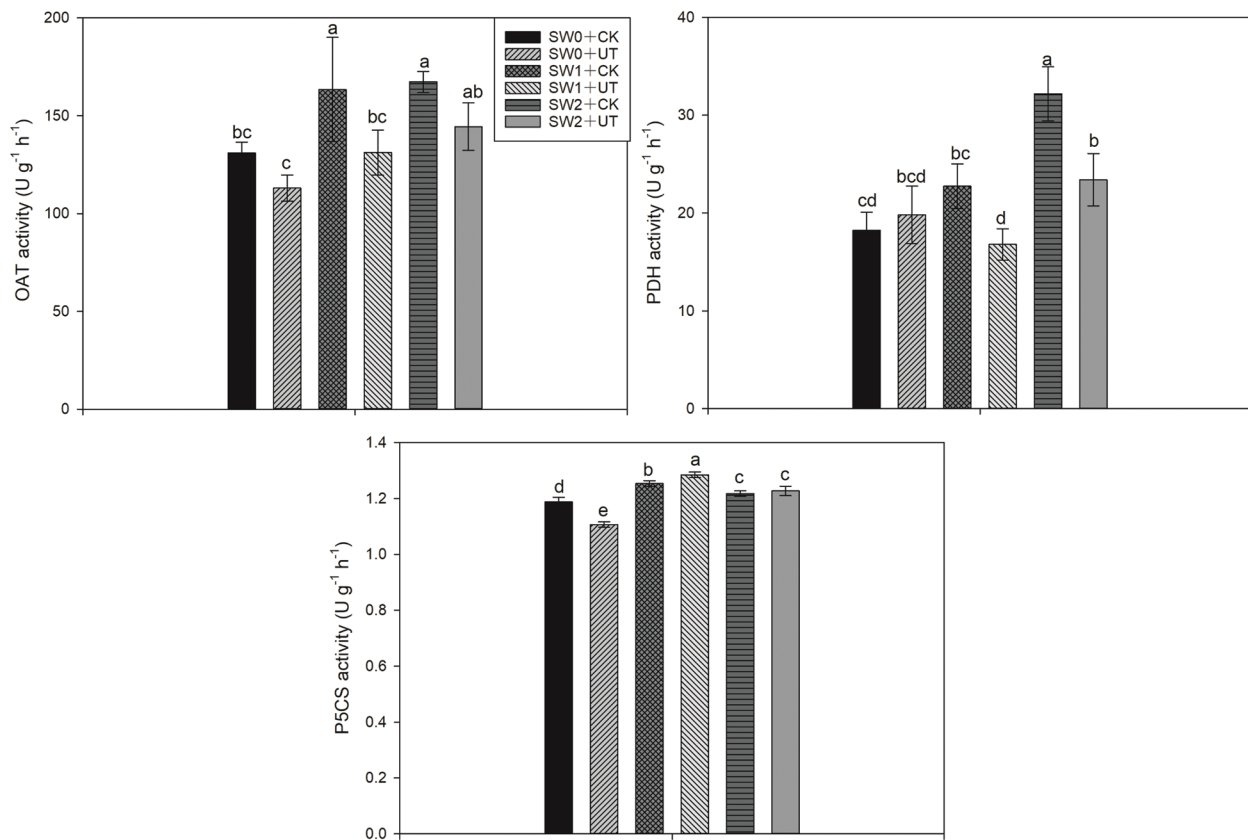 OAT activity (U g⁻¹ h⁻¹)
200
150
100
50
0
bc
c
a
bc
a
ab
SW0+CK
SW0+UT
SW1+CK
SW1+UT
SW2+CK
SW2+UT
PDH activity (U g⁻¹ h⁻¹)
40
30
20
10
0
cd
bcd
bc
d
a
b
P5CS activity (U g⁻¹ h⁻¹)
1.4
1.2
1.0
0.8
0.6
0.4
0.2
0.0
d
e
b
a
c
c